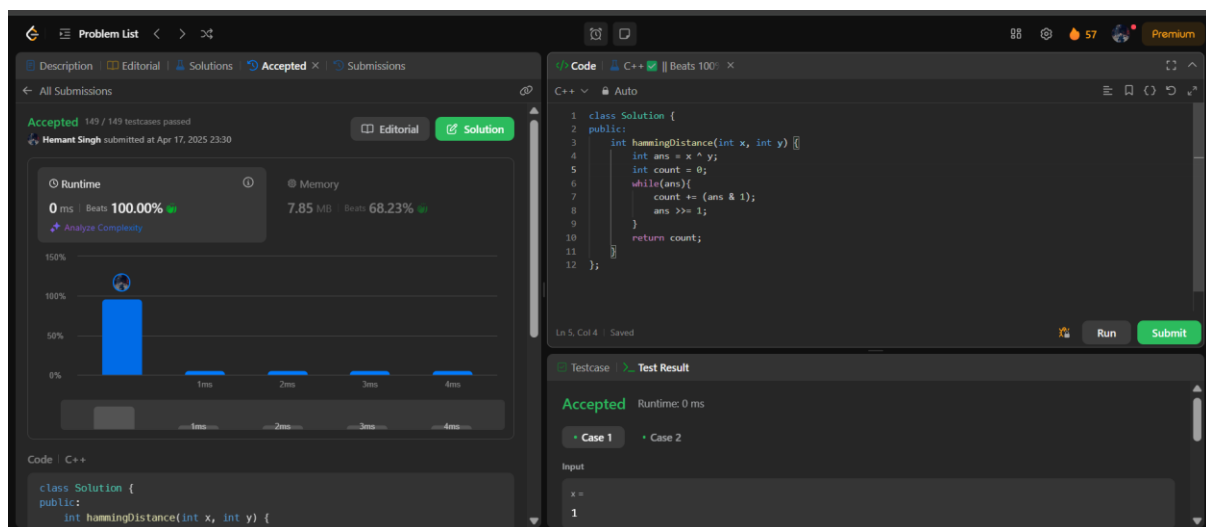 Problem List
57
Premium
Description | Editorial | Solutions | Accepted × | Submissions
← All Submissions
Accepted 149 / 149 testcases passed
Hemant Singh submitted at Apr 17, 2025 23:30
Editorial
Solution
Runtime
0 ms | Beats 100.00%
Analyze Complexity
Memory
7.85 MB | Beats 68.23%
150%
100%
50%
0%
1ms 2ms 3ms 4ms
1ms 2ms 3ms 4ms
Code | C++
class Solution {
public:
int hammingDistance(int x, int y) {
</> Code | C++ ✅ || Beats 100% ×
C++ Auto
1 class Solution {
2 public:
3 int hammingDistance(int x, int y) {
4 int ans = x ^ y;
5 int count = 0;
6 while(ans){
7 count += (ans & 1);
8 ans >>= 1;
9 }
10 return count;
11 }
12 };
Ln 5, Col 4 | Saved
Run
Submit
Testcase | >_ Test Result
Accepted Runtime: 0 ms
• Case 1 • Case 2
Input
x =
1